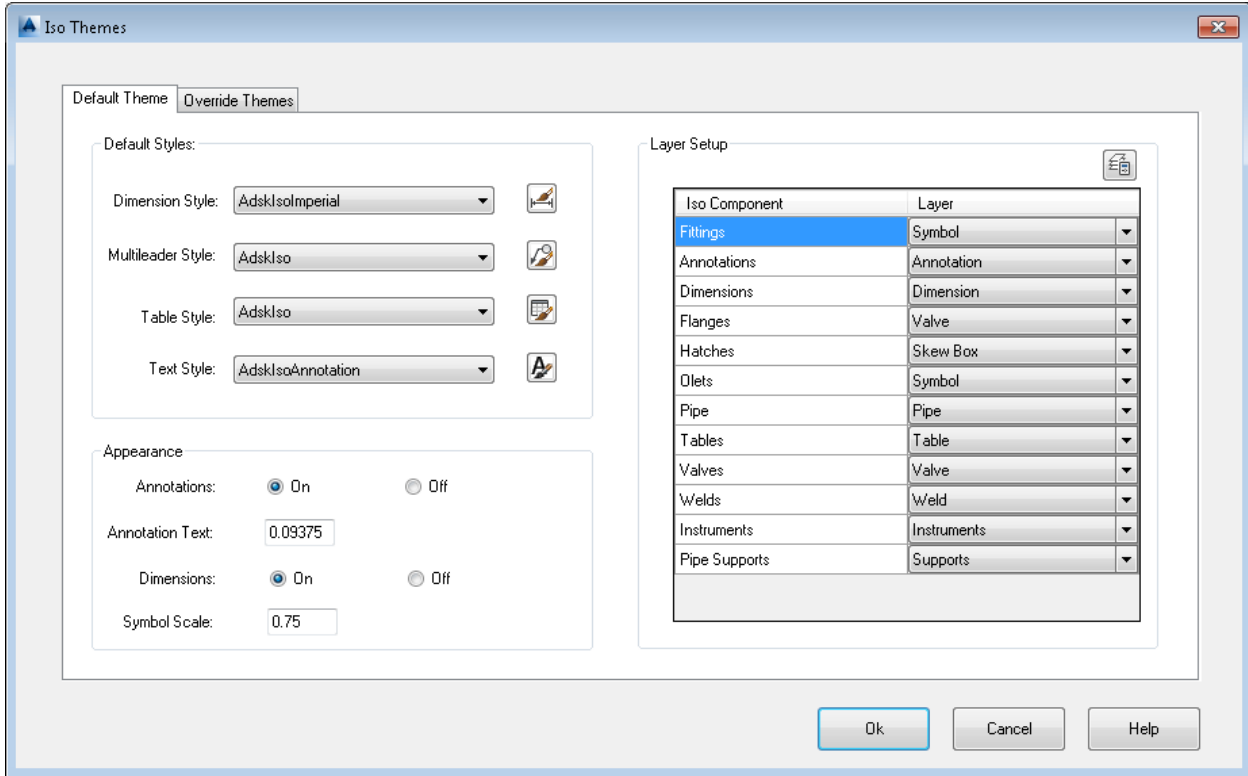 Iso Themes
Default Theme Override Themes
Default Styles:
Dimension Style: AdskIsoImperial
Multileader Style: AdskIso
Table Style: AdskIso
Text Style: AdskIsoAnnotation
Appearance
Annotations: On Off
Annotation Text: 0.09375
Dimensions: On Off
Symbol Scale: 0.75
Layer Setup
Iso Component Layer
Fittings Symbol
Annotations Annotation
Dimensions Dimension
Flanges Valve
Hatches Skew Box
Olets Symbol
Pipe Pipe
Tables Table
Valves Valve
Welds Weld
Instruments Instruments
Pipe Supports Supports
Ok Cancel Help